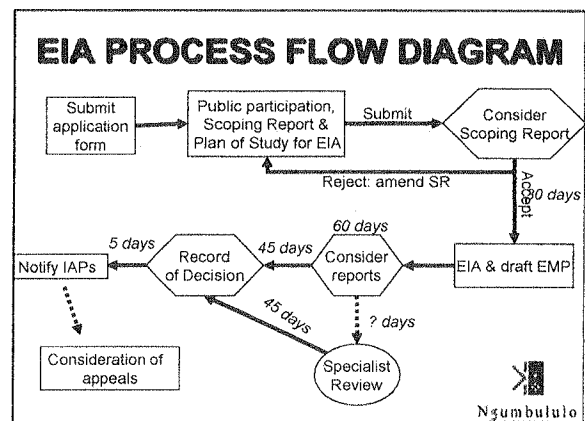 EIA PROCESS FLOW DIAGRAM
Submit
application
form
Public participation,
Scoping Report &
Plan of Study for EIA
Submit
Consider
Scoping Report
Reject: amend SR
Accept
30 days
60 days
5 days
45 days
Notify IAPs
Record
of Decision
Consider
reports
EIA & draft EMP
45 days
? days
Consideration of
appeals
Specialist
Review
Ngumbululo